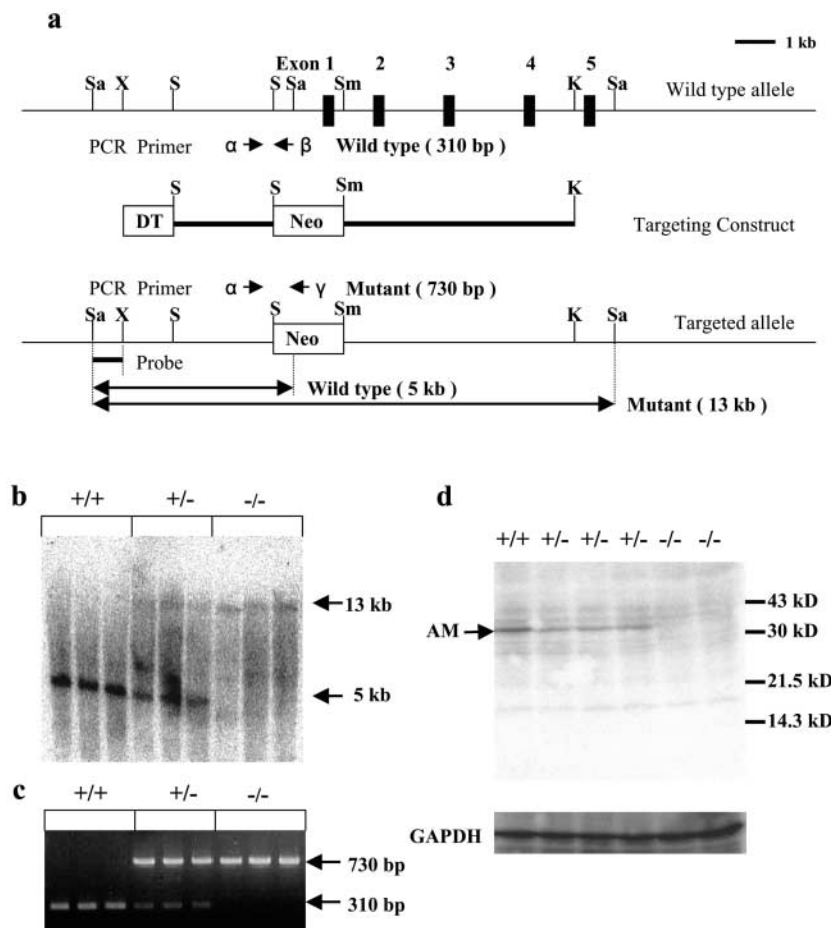 a
1 kb
Exon 1 2 3 4 5
Sa X S S Sa Sm K Sa
Wild type allele
PCR Primer α β Wild type ( 310 bp )
S S Sm K
DT Neo
Targeting Construct
PCR Primer α γ Mutant ( 730 bp )
Sa X S S Sm K Sa
Neo
Targeted allele
Probe
Wild type ( 5 kb )
Mutant ( 13 kb )
b
+/+ +/- -/-
13 kb
5 kb
c
+/+ +/- -/-
730 bp
310 bp
d
+/+ +/- +/- +/- -/- -/-
43 kD
AM
30 kD
21.5 kD
14.3 kD
GAPDH